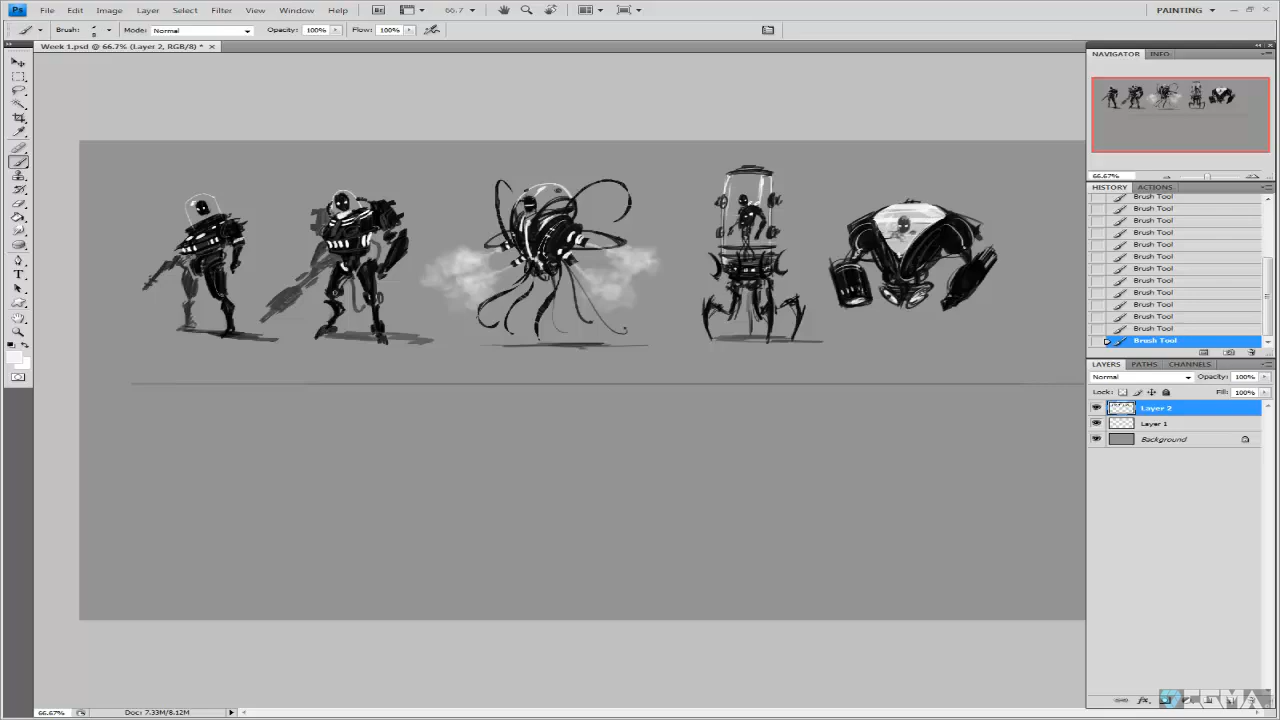 Ps File Edit Image Layer Select Filter View Window Help Br 66.7 PAINTING
Brush: Mode: Normal Opacity: 100% Flow: 100%
Week 1.psd @ 66.7% (Layer 2, RGB/8) *
NAVIGATOR INFO
66.67%
HISTORY ACTIONS
Brush Tool
Brush Tool
Brush Tool
Brush Tool
Brush Tool
Brush Tool
Brush Tool
Brush Tool
Brush Tool
Brush Tool
Brush Tool
Brush Tool
Brush Tool
LAYERS PATHS CHANNELS
Normal Opacity: 100%
Lock: Fill: 100%
Layer 2
Layer 1
Background
66.67% Doc: 7.33M/8.12M